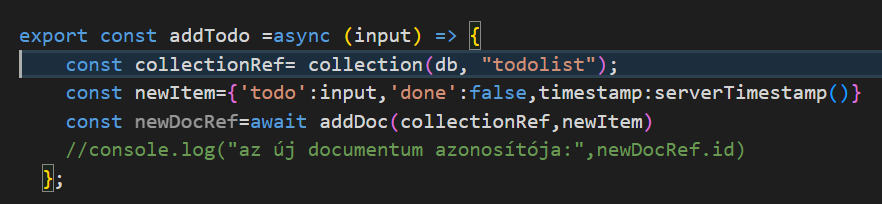 export const addTodo =async (input) => {
const collectionRef= collection(db, "todolist");
const newItem={'todo':input,'done':false,timestamp:serverTimestamp()}
const newDocRef=await addDoc(collectionRef,newItem)
//console.log("az új documentum azonosítója:",newDocRef.id)
};